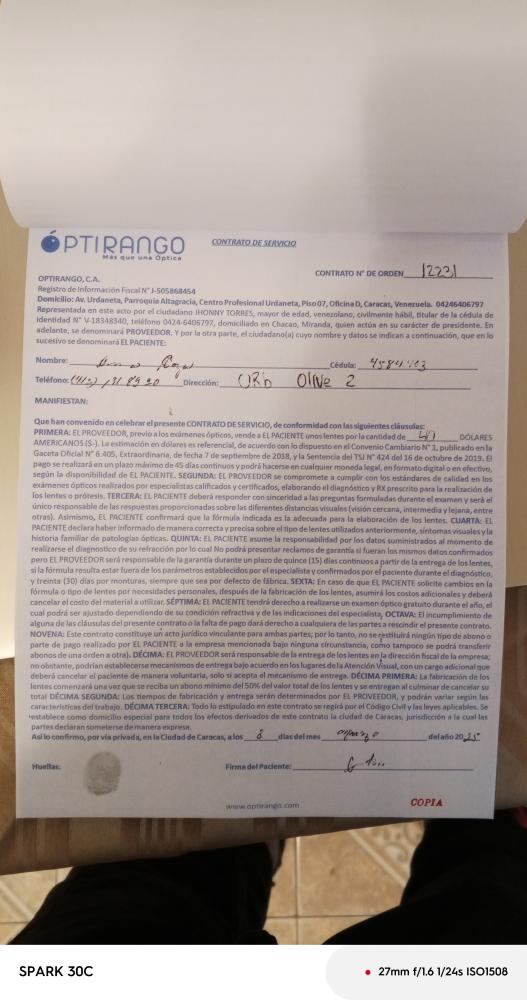 ÓPTIRANGO
Más que una Óptica
CONTRATO DE SERVICIO
CONTRATO N° DE ORDEN 12231
OPTIRANGO, C.A.
Registro de Información Fiscal N° J-505868454
Domicilio: Av. Urdaneta, Parroquia Altagracia, Centro Profesional Urdaneta, Piso 07, Oficina D, Caracas, Venezuela. 04246406797
Representada en este acto por el ciudadano JHONNY TORRES, mayor de edad, venezolano, civilmente hábil, titular de la cédula de
identidad N° V-18348340, teléfono 0424-6406797, domiciliado en Chacao, Miranda, quien actúa en su carácter de presidente. En
adelante, se denominará PROVEEDOR. Y por la otra parte, el ciudadano(a) cuyo nombre y datos se indican a continuación, que en lo
sucesivo se denominará EL PACIENTE:
Nombre: Cédula:
Teléfono: Dirección: URB OLIVE 2
MANIFIESTAN:
Que han convenido en celebrar el presente CONTRATO DE SERVICIO, de conformidad con las siguientes cláusulas:
PRIMERA: EL PROVEEDOR, previo a los exámenes ópticos, vende a EL PACIENTE unos lentes por la cantidad de DÓLARES
AMERICANOS ($-). La estimación en dólares es referencial, de acuerdo con lo dispuesto en el Convenio Cambiario N° 1, publicado en la
Gaceta Oficial N° 6.405, Extraordinaria, de fecha 7 de septiembre de 2018, y la Sentencia del TSJ N° 424 del 16 de octubre de 2019. El
pago se realizará en un plazo máximo de 45 días continuos y podrá hacerse en cualquier moneda legal, en formato digital o en efectivo,
según la disponibilidad de EL PACIENTE. SEGUNDA: EL PROVEEDOR se compromete a cumplir con los estándares de calidad en los
exámenes ópticos realizados por especialistas calificados y certificados, elaborando el diagnóstico y RX prescrito para la realización de
los lentes o prótesis. TERCERA: EL PACIENTE deberá responder con sinceridad a las preguntas formuladas durante el examen y será el
único responsable de las respuestas proporcionadas sobre las diferentes distancias visuales (visión cercana, intermedia y lejana, entre
otras). Asimismo, EL PACIENTE confirmará que la fórmula indicada es la adecuada para la elaboración de los lentes. CUARTA: EL
PACIENTE declara haber informado de manera correcta y precisa sobre el tipo de lentes utilizados anteriormente, síntomas visuales y la
historia familiar de patologías ópticas. QUINTA: EL PACIENTE asume la responsabilidad por los datos suministrados al momento de
realizarse el diagnostico de su refracción por lo cual No podrá presentar reclamos de garantía si fueran los mismos datos confirmados
pero EL PROVEEDOR será responsable de la garantía durante un plazo de quince (15) días continuos a partir de la entrega de los lentes,
si la fórmula resulta estar fuera de los parámetros establecidos por el especialista y confirmados por el paciente durante el diagnóstico,
y treinta (30) días por monturas, siempre que sea por defecto de fábrica. SEXTA: En caso de que EL PACIENTE solicite cambios en la
fórmula o tipo de lentes por necesidades personales, después de la fabricación de los lentes, asumirá los costos adicionales y deberá
cancelar el costo del material a utilizar. SÉPTIMA: EL PACIENTE tendrá derecho a realizarse un examen óptico gratuito durante el año, el
cual podrá ser ajustado dependiendo de su condición refractiva y de las indicaciones del especialista. OCTAVA: El incumplimiento de
alguna de las cláusulas del presente contrato o la falta de pago dará derecho a cualquiera de las partes a rescindir el presente contrato.
NOVENA: Este contrato constituye un acto jurídico vinculante para ambas partes; por lo tanto, no se restituirá ningún tipo de abono o
parte de pago realizado por EL PACIENTE a la empresa mencionada bajo ninguna circunstancia, como tampoco se podrá transferir
abonos de una orden a otra). DÉCIMA: EL PROVEEDOR será responsable de la entrega de los lentes en la dirección fiscal de la empresa;
no obstante, podrían establecerse mecanismos de entrega bajo acuerdo en los lugares de la Atención Visual, con un cargo adicional que
deberá cancelar el paciente de manera voluntaria, solo si acepta el mecanismo de entrega. DÉCIMA PRIMERA: La fabricación de los
lentes comenzará una vez que se reciba un abono mínimo del 50% del valor total de los lentes y se entregan al culminar de cancelar su
total DÉCIMA SEGUNDA: Los tiempos de fabricación y entrega serán determinados por EL PROVEEDOR, y podrán variar según las
características del trabajo. DÉCIMA TERCERA: Todo lo estipulado en este contrato se regirá por el Código Civil y las leyes aplicables. Se
establece como domicilio especial para todos los efectos derivados de este contrato la ciudad de Caracas, jurisdicción a la cual las
partes declaran someterse de manera expresa.
Así lo confirmo, por vía privada, en la Ciudad de Caracas, a los 8 días del mes marzo del año 2025
Huellas: Firma del Paciente:
www.optirango.com
COPIA
SPARK 30C
27mm f/1.6 1/24s ISO1508